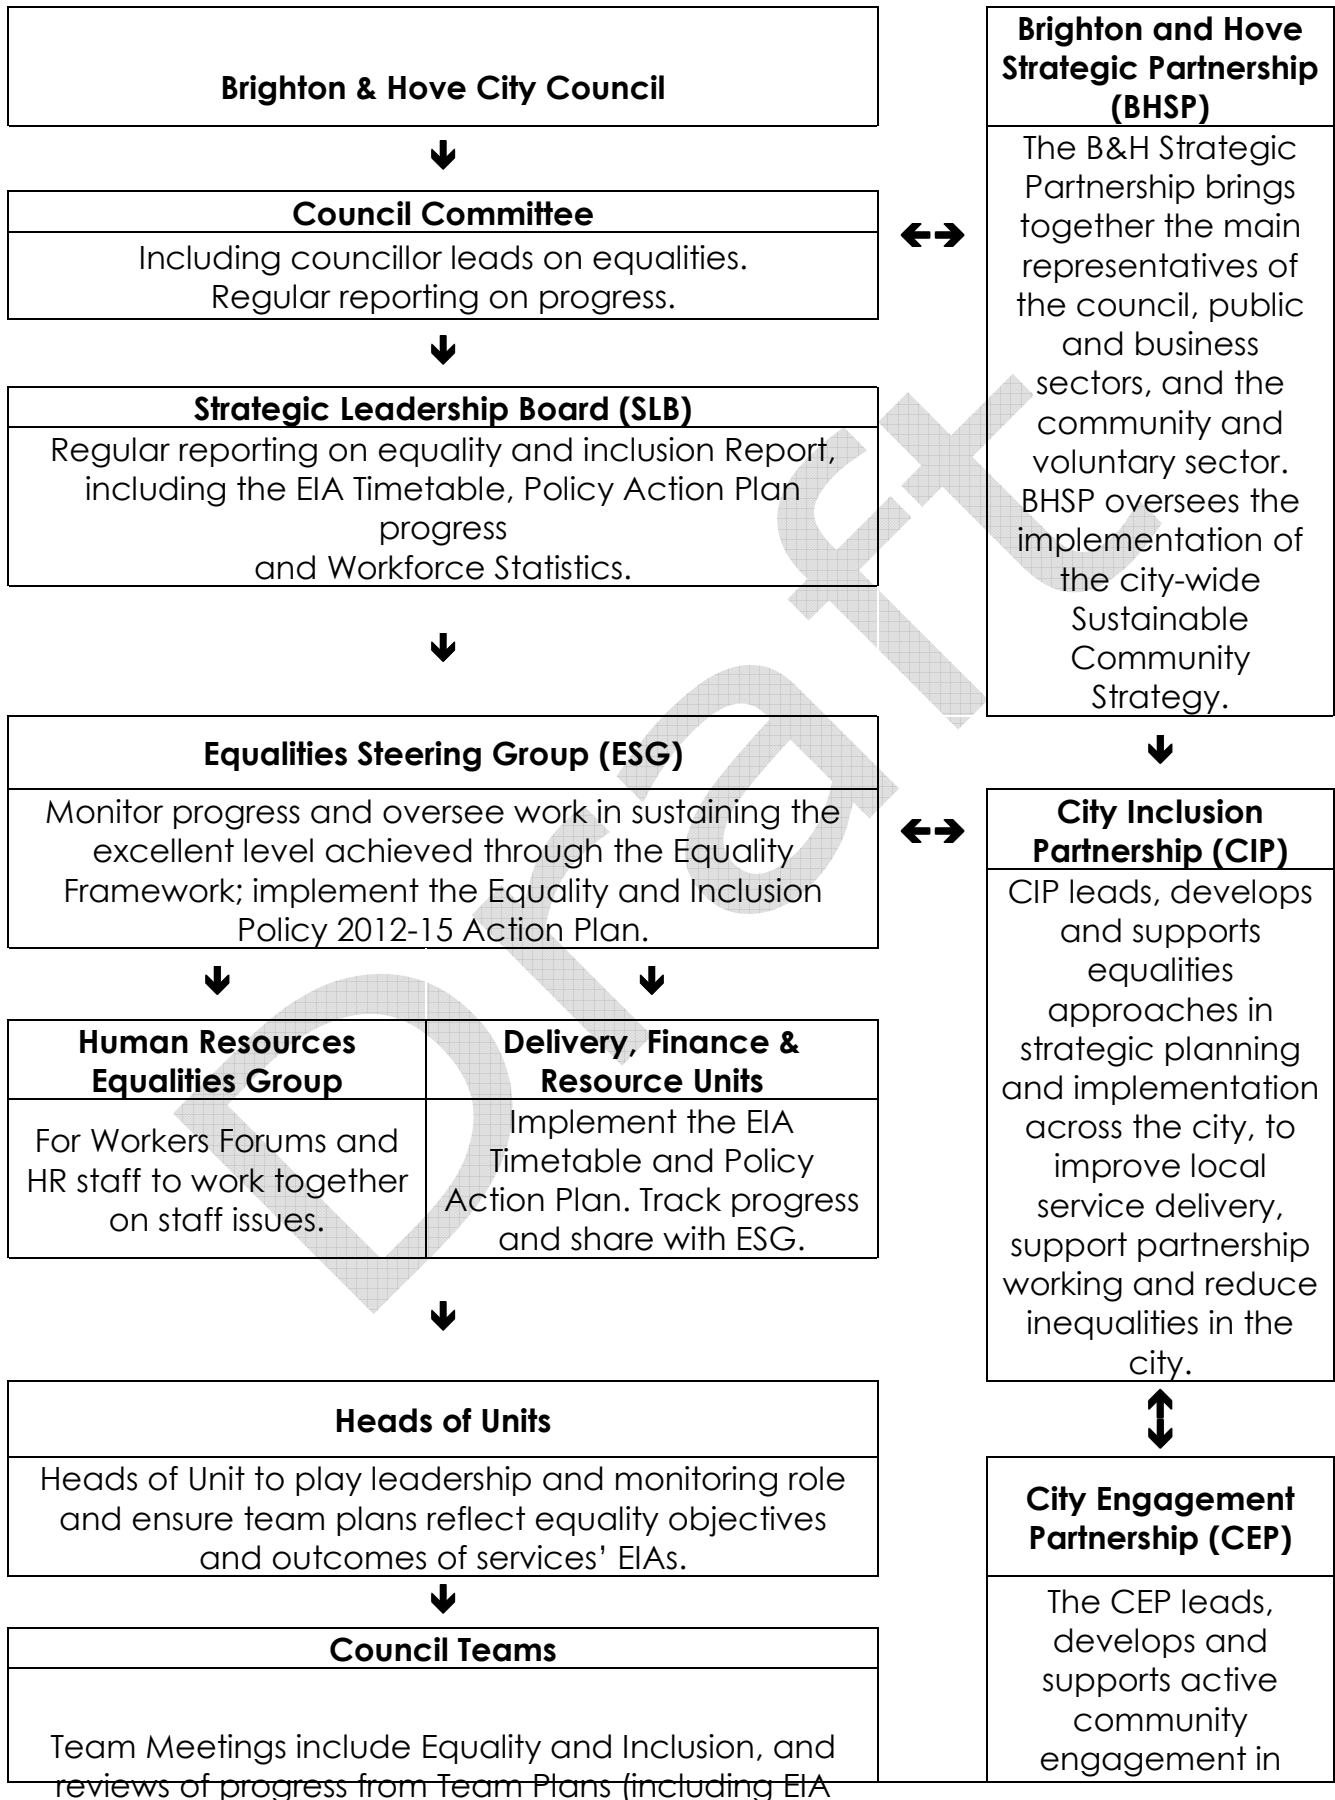 Brighton & Hove City Council
Council Committee
Including councillor leads on equalities.
Regular reporting on progress.
Strategic Leadership Board (SLB)
Regular reporting on equality and inclusion Report,
including the EIA Timetable, Policy Action Plan
progress
and Workforce Statistics.
Equalities Steering Group (ESG)
Monitor progress and oversee work in sustaining the
excellent level achieved through the Equality
Framework; implement the Equality and Inclusion
Policy 2012-15 Action Plan.
Human Resources
Equalities Group
For Workers Forums and
HR staff to work together
on staff issues.
Delivery, Finance &
Resource Units
Implement the EIA
Timetable and Policy
Action Plan. Track progress
and share with ESG.
Heads of Units
Heads of Unit to play leadership and monitoring role
and ensure team plans reflect equality objectives
and outcomes of services’ EIAs.
Council Teams
Team Meetings include Equality and Inclusion, and
reviews of progress from Team Plans (including EIA
Brighton and Hove
Strategic Partnership
(BHSP)
The B&H Strategic
Partnership brings
together the main
representatives of
the council, public
and business
sectors, and the
community and
voluntary sector.
BHSP oversees the
implementation of
the city-wide
Sustainable
Community
Strategy.
City Inclusion
Partnership (CIP)
CIP leads, develops
and supports
equalities
approaches in
strategic planning
and implementation
across the city, to
improve local
service delivery,
support partnership
working and reduce
inequalities in the
city.
City Engagement
Partnership (CEP)
The CEP leads,
develops and
supports active
community
engagement in
Draft